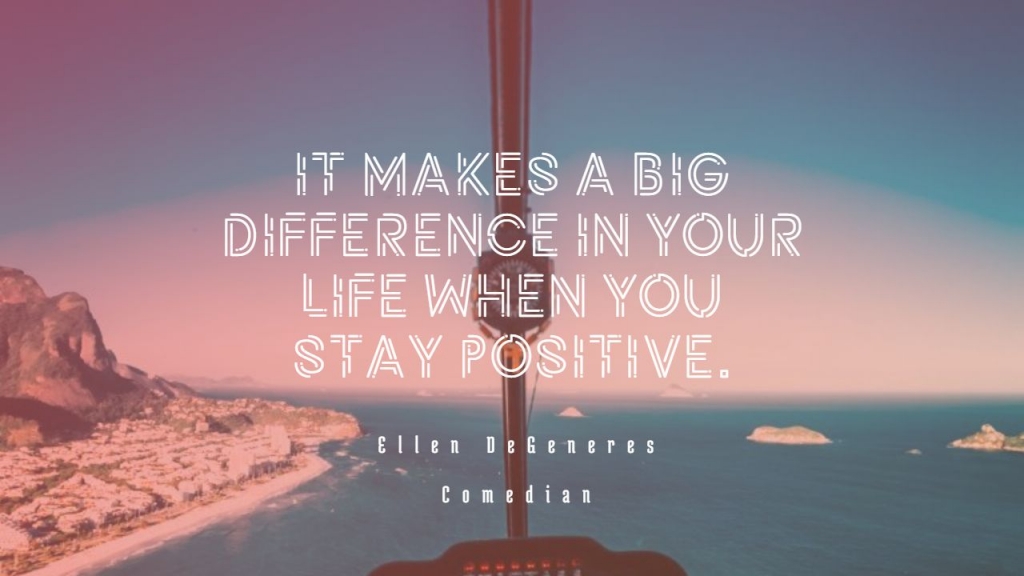 IT MAKES A BIG
DIFFERENCE IN YOUR
LIFE WHEN YOU
STAY POSITIVE.
Ellen DeGeneres
Comedian